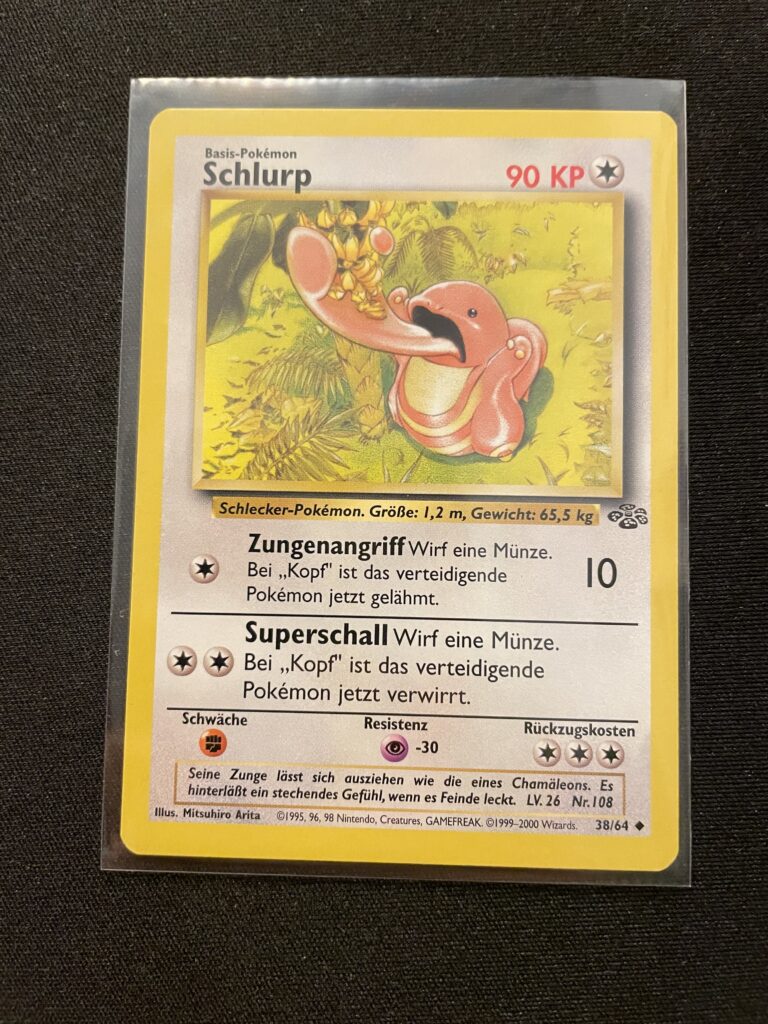 Basis-Pokémon
Schlurp 90 KP
Schlecker-Pokémon. Größe: 1,2 m, Gewicht: 65,5 kg
Zungenangriff Wirf eine Münze.
Bei „Kopf" ist das verteidigende 10
Pokémon jetzt gelähmt.
Superschall Wirf eine Münze.
Bei „Kopf" ist das verteidigende
Pokémon jetzt verwirrt.
Schwäche Resistenz Rückzugskosten
-30
Seine Zunge lässt sich ausziehen wie die eines Chamäleons. Es
hinterläßt ein stechendes Gefühl, wenn es Feinde leckt. LV. 26 Nr. 108
Illus. Mitsuhiro Arita ©1995, 96, 98 Nintendo, Creatures, GAMEFREAK. ©1999–2000 Wizards. 38/64